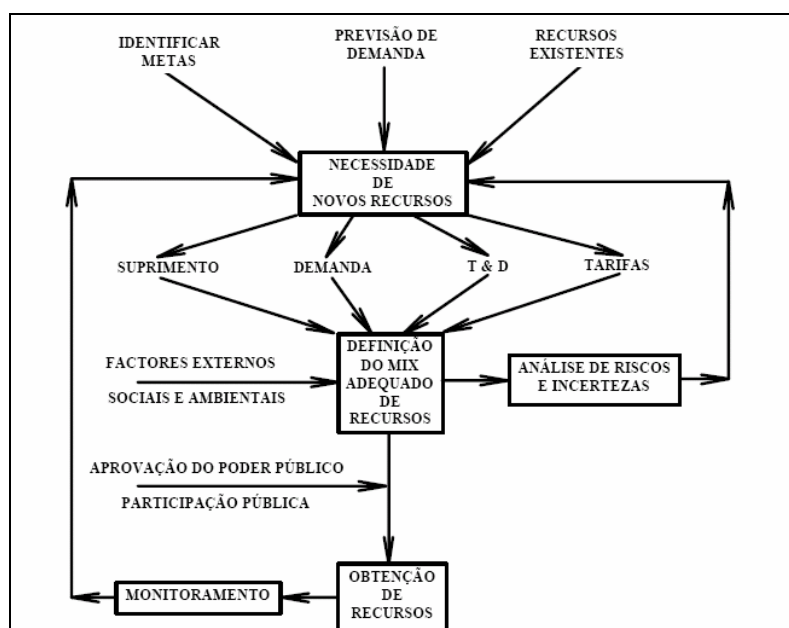 IDENTIFICAR
METAS
PREVISÃO DE
DEMANDA
RECURSOS
EXISTENTES
NECESSIDADE
DE
NOVOS RECURSOS
SUPRIMENTO
DEMANDA
T & D
TARIFAS
FACTORES EXTERNOS
SOCIAIS E AMBIENTAIS
DEFINIÇÃO
DO MIX
ADEQUADO
DE
RECURSOS
ANÁLISE DE RISCOS
E INCERTEZAS
APROVAÇÃO DO PODER PÚBLICO
PARTICIPAÇÃO PÚBLICA
MONITORAMENTO
OBTENÇÃO
DE
RECURSOS